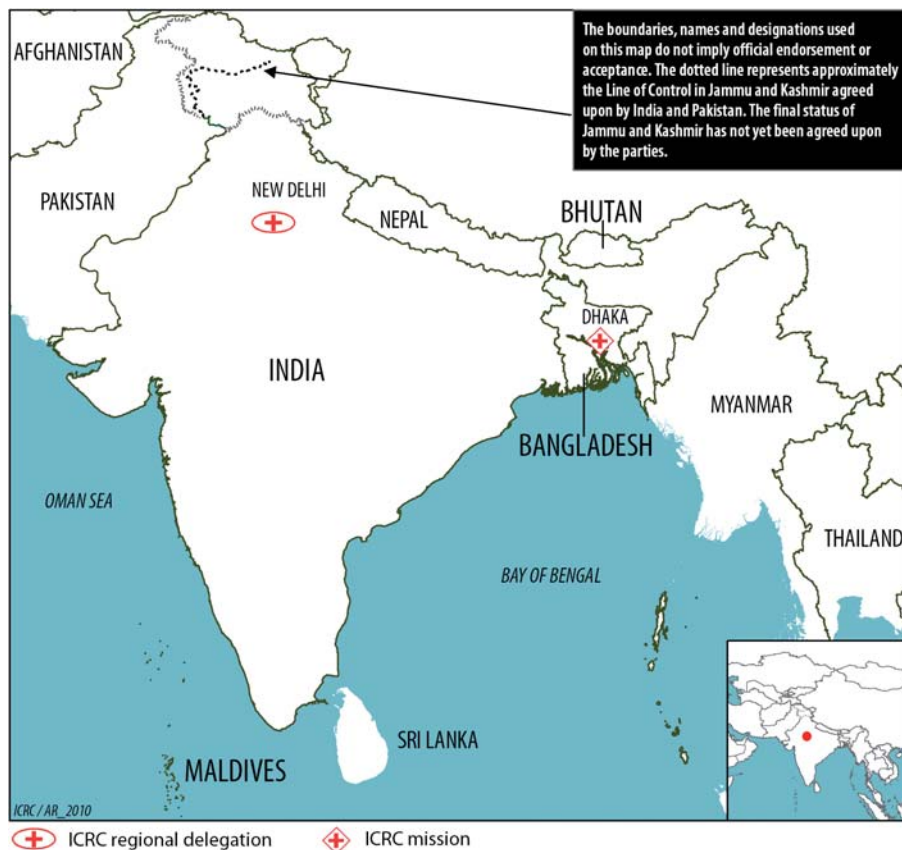 The boundaries, names and designations used
on this map do not imply official endorsement or
acceptance. The dotted line represents approximately
the Line of Control in Jammu and Kashmir agreed
upon by India and Pakistan. The final status of
Jammu and Kashmir has not yet been agreed upon
by the parties.
AFGHANISTAN
PAKISTAN
NEW DELHI
NEPAL
BHUTAN
DHAKA
INDIA
MYANMAR
BANGLADESH
OMAN SEA
THAILAND
BAY OF BENGAL
SRI LANKA
MALDIVES
ICRC / AR_2010
ICRC regional delegation
ICRC mission